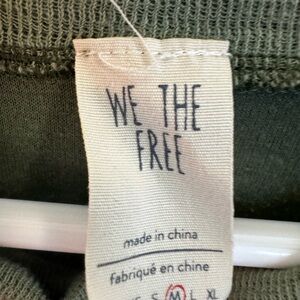 WE THE
FREE
made in china
fabriqué en chine
S M L XL